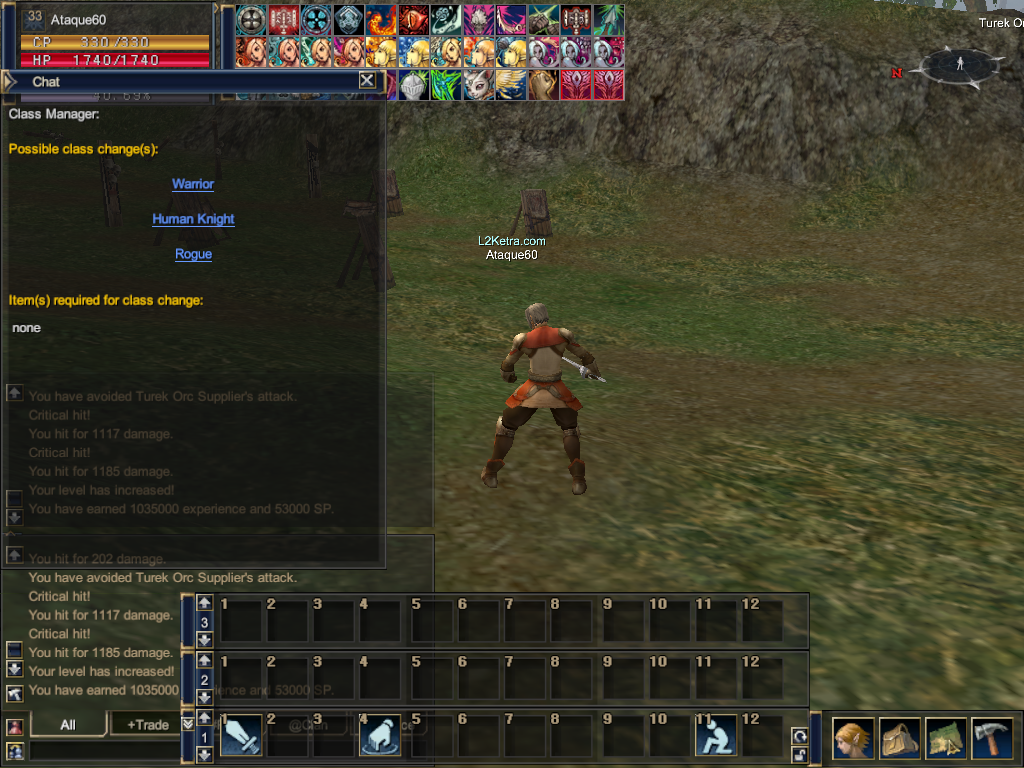 33 Ataque60
CP 330/330
HP 1740/1740
Chat
40.89%
Class Manager:
Possible class change(s):
Warrior
Human Knight
Rogue
Item(s) required for class change:
none
You have avoided Turek Orc Supplier's attack.
Critical hit!
You hit for 1117 damage.
Critical hit!
You hit for 1185 damage.
Your level has increased!
You have earned 1035000 experience and 53000 SP.
You hit for 202 damage.
You have avoided Turek Orc Supplier's attack.
Critical hit!
You hit for 1117 damage.
Critical hit!
You hit for 1185 damage.
Your level has increased!
You have earned 1035000 experience and 53000 SP.
All +Trade
L2Ketra.com
Ataque60
Turek Or
N
3 1 2 3 4 5 6 7 8 9 10 11 12
2 1 2 3 4 5 6 7 8 9 10 11 12
1 1 2 3 4 5 6 7 8 9 10 11 12